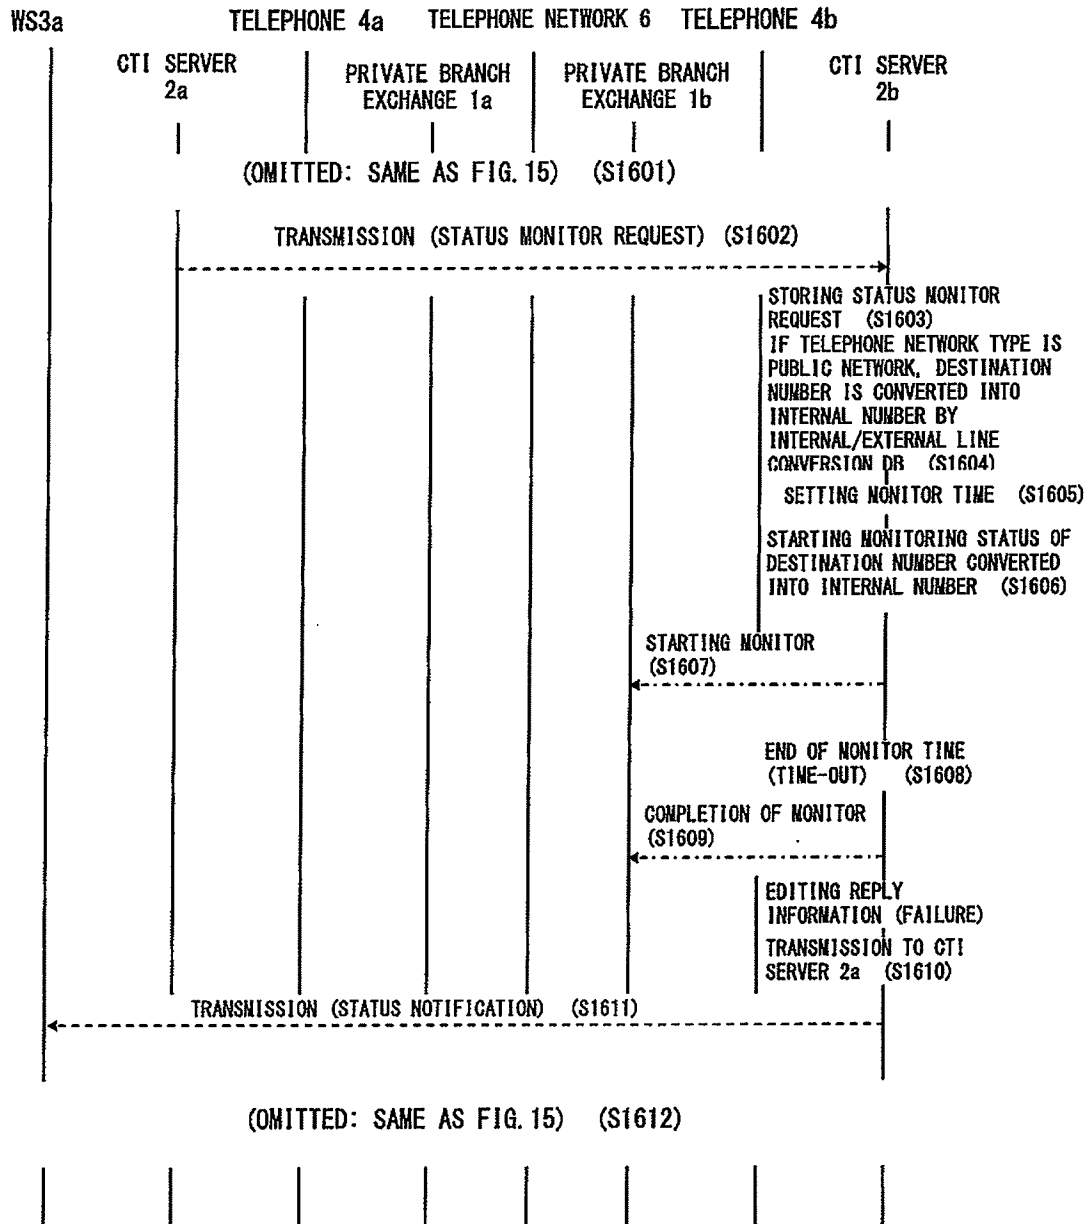 WS3a
TELEPHONE 4a
TELEPHONE NETWORK 6
TELEPHONE 4b
CTI SERVER
2a
PRIVATE BRANCH
EXCHANGE 1a
PRIVATE BRANCH
EXCHANGE 1b
CTI SERVER
2b
(OMITTED: SAME AS FIG. 15) (S1601)
TRANSMISSION (STATUS MONITOR REQUEST) (S1602)
STORING STATUS MONITOR
REQUEST (S1603)
IF TELEPHONE NETWORK TYPE IS
PUBLIC NETWORK, DESTINATION
NUMBER IS CONVERTED INTO
INTERNAL NUMBER BY
INTERNAL/EXTERNAL LINE
CONVERSION DB (S1604)
SETTING MONITOR TIME (S1605)
STARTING MONITORING STATUS OF
DESTINATION NUMBER CONVERTED
INTO INTERNAL NUMBER (S1606)
STARTING MONITOR
(S1607)
END OF MONITOR TIME
(TIME-OUT) (S1608)
COMPLETION OF MONITOR
(S1609)
EDITING REPLY
INFORMATION (FAILURE)
TRANSMISSION TO CTI
SERVER 2a (S1610)
TRANSMISSION (STATUS NOTIFICATION) (S1611)
(OMITTED: SAME AS FIG. 15) (S1612)